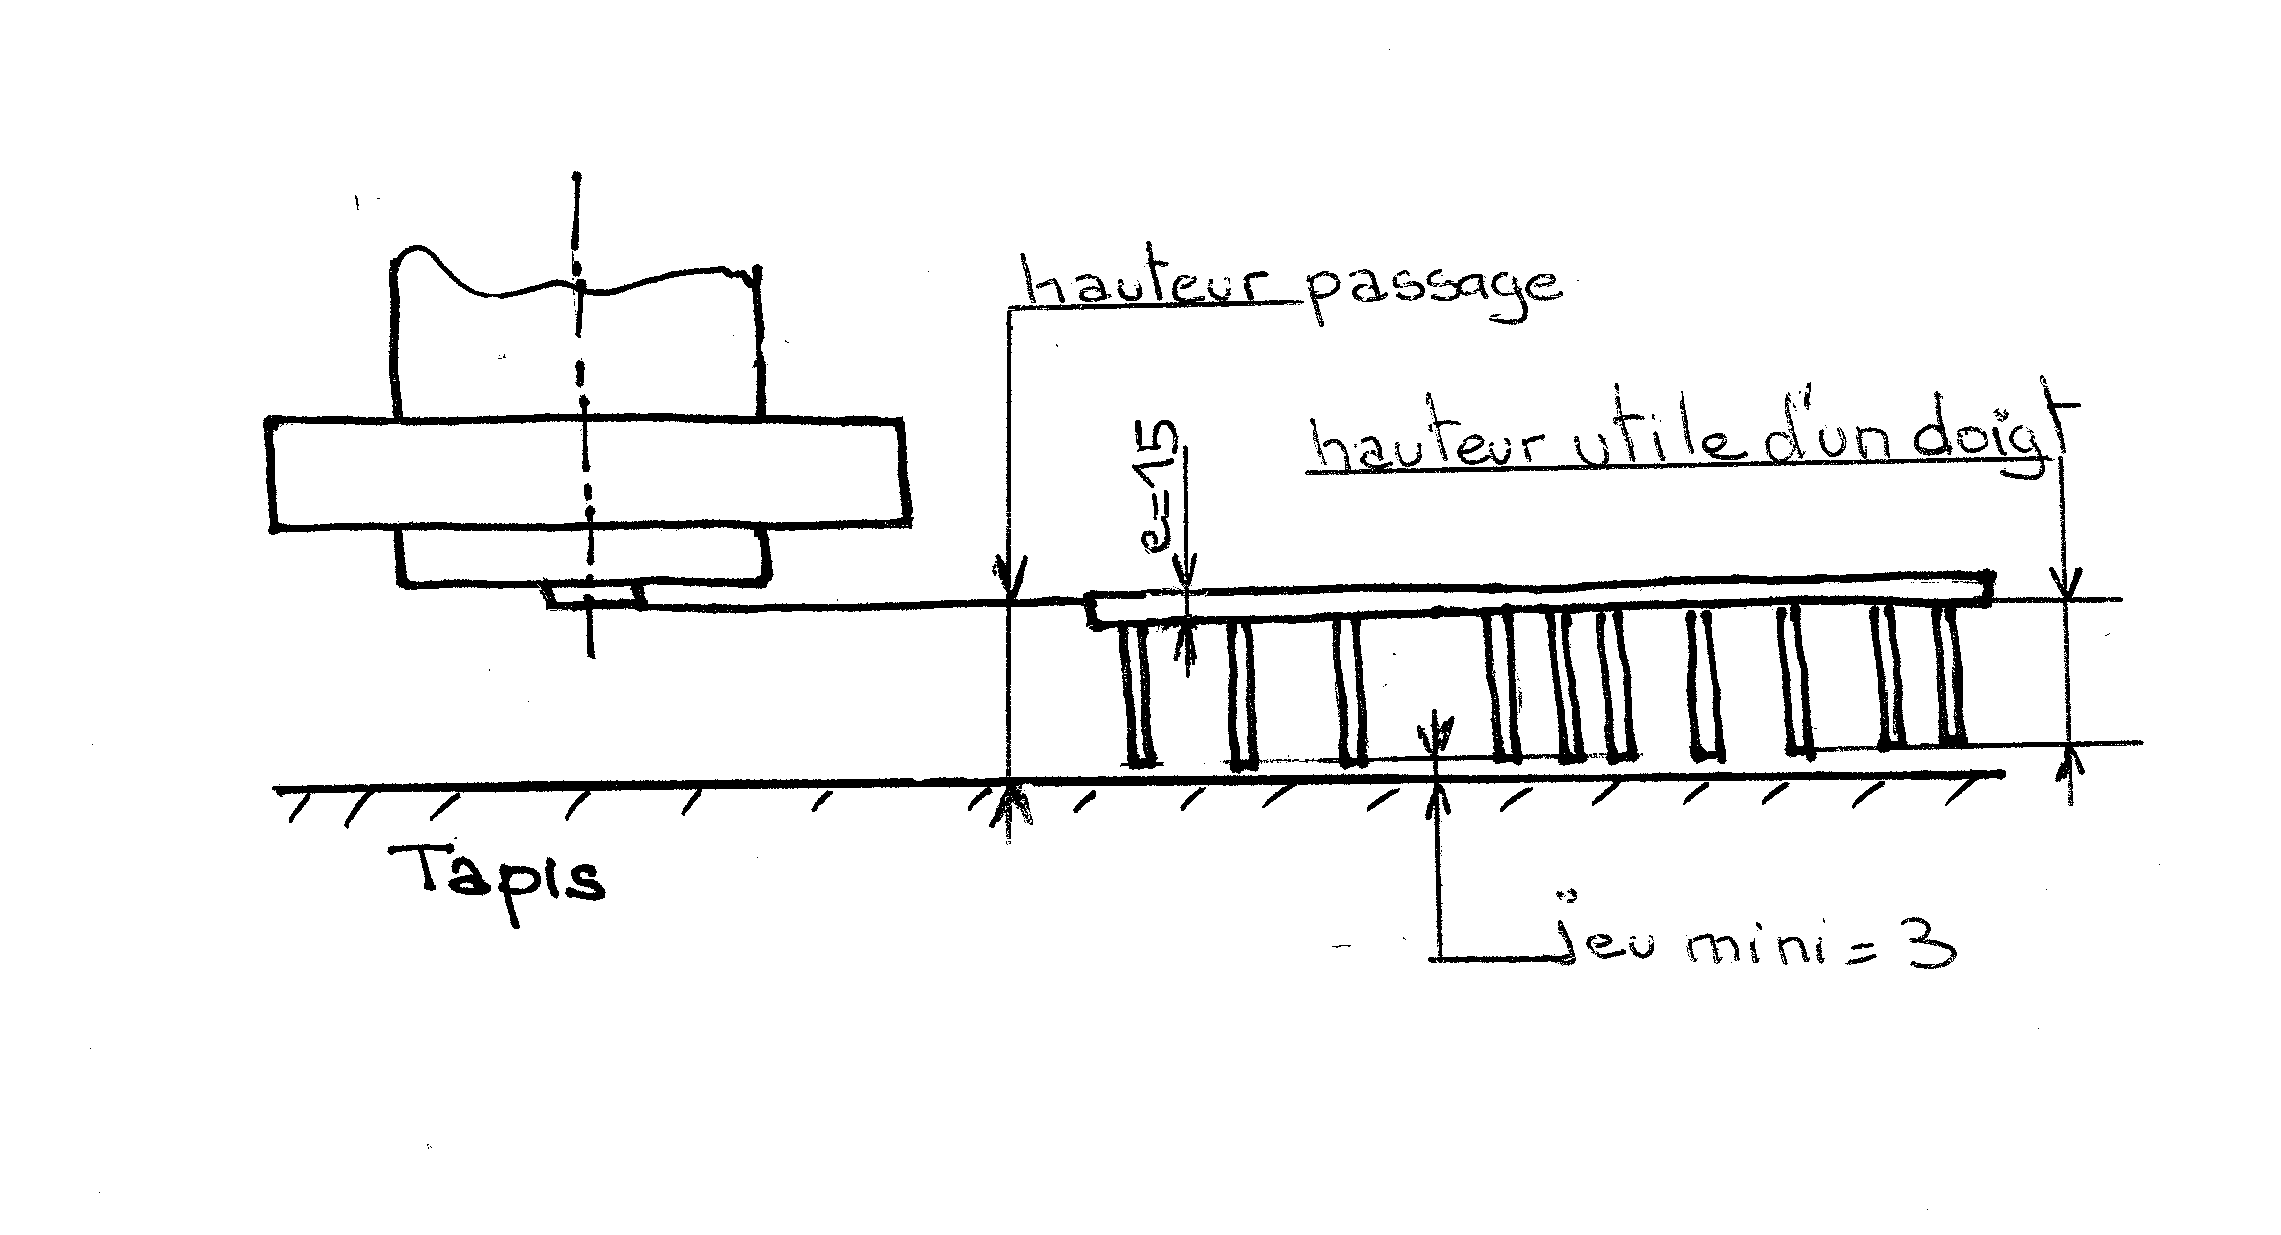 hauteur passage
hauteur utile d'un doigt
e=15
Tapis
jeu mini = 3